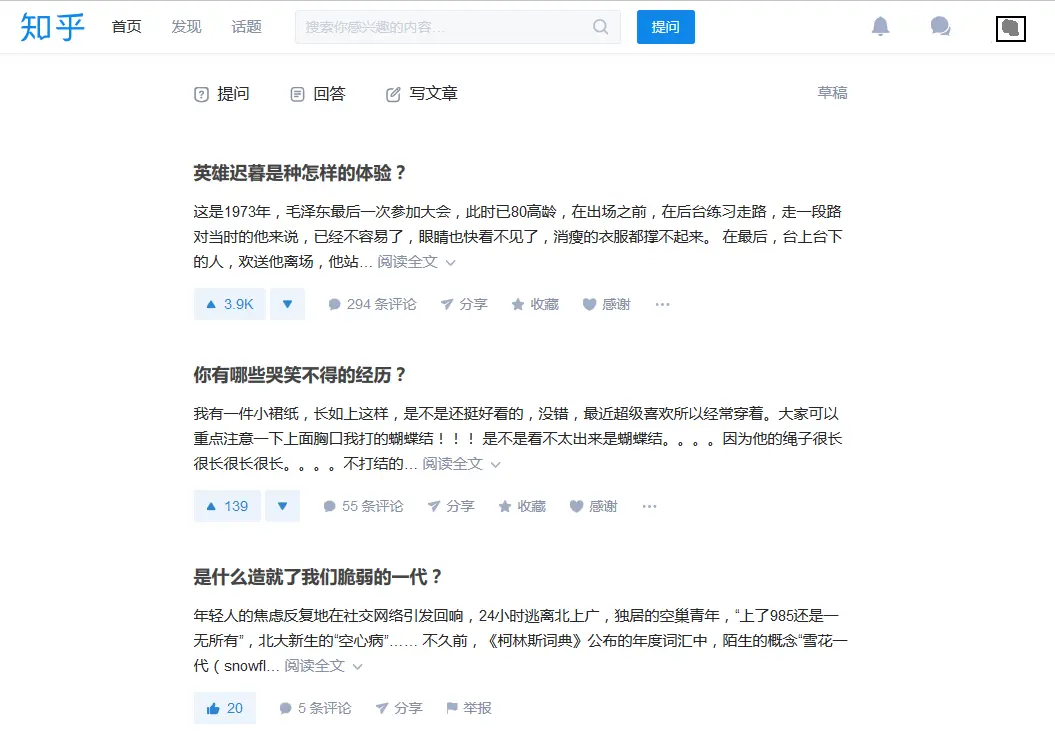 知乎 首页 发现 话题 搜索你感兴趣的内容… 提问
提问 回答 写文章 草稿
英雄迟暮是种怎样的体验？
这是1973年，毛泽东最后一次参加大会，此时已80高龄，在出场之前，在后台练习走路，走一段路
对当时的他来说，已经不容易了，眼睛也快看不见了，消瘦的衣服都撑不起来。 在最后，台上台下
的人，欢送他离场，他站… 阅读全文
3.9K 294 条评论 分享 收藏 感谢 ···
你有哪些哭笑不得的经历？
我有一件小裙纸，长如上这样，是不是还挺好看的，没错，最近超级喜欢所以经常穿着。大家可以
重点注意一下上面胸口我打的蝴蝶结！！！ 是不是看不太出来是蝴蝶结。。。。因为他的绳子很长
很长很长很长。。。。不打结的… 阅读全文
139 55 条评论 分享 收藏 感谢 ···
是什么造就了我们脆弱的一代？
年轻人的焦虑反复地在社交网络引发回响，24小时逃离北上广，独居的空巢青年，“上了985还是一
无所有”，北大新生的“空心病”…… 不久前，《柯林斯词典》公布的年度词汇中，陌生的概念“雪花一
代（snowfl… 阅读全文
20 5 条评论 分享 举报